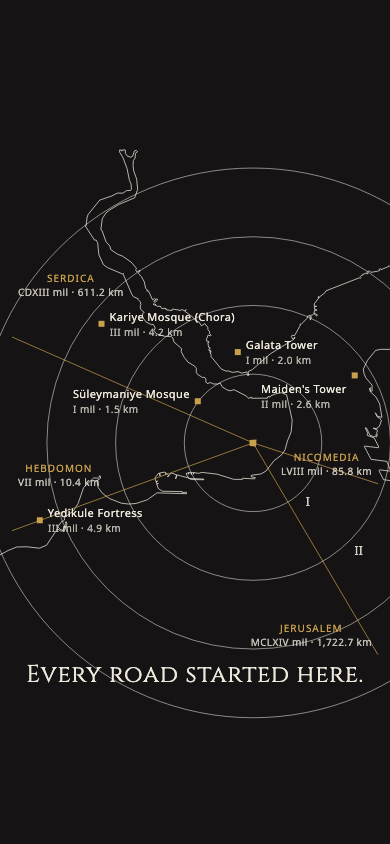 SERDICA
CDXIII mil · 611.2 km
Kariye Mosque (Chora)
III mil · 4.2 km
Galata Tower
I mil · 2.0 km
Maiden's Tower
II mil · 2.6 km
Süleymaniye Mosque
I mil · 1.5 km
NICOMEDIA
LVIII mil · 85.8 km
HEBDOMON
VII mil · 10.4 km
I
Yedikule Fortress
III mil · 4.9 km
II
JERUSALEM
MCLXIV mil · 1,722.7 km
EVERY ROAD STARTED HERE.